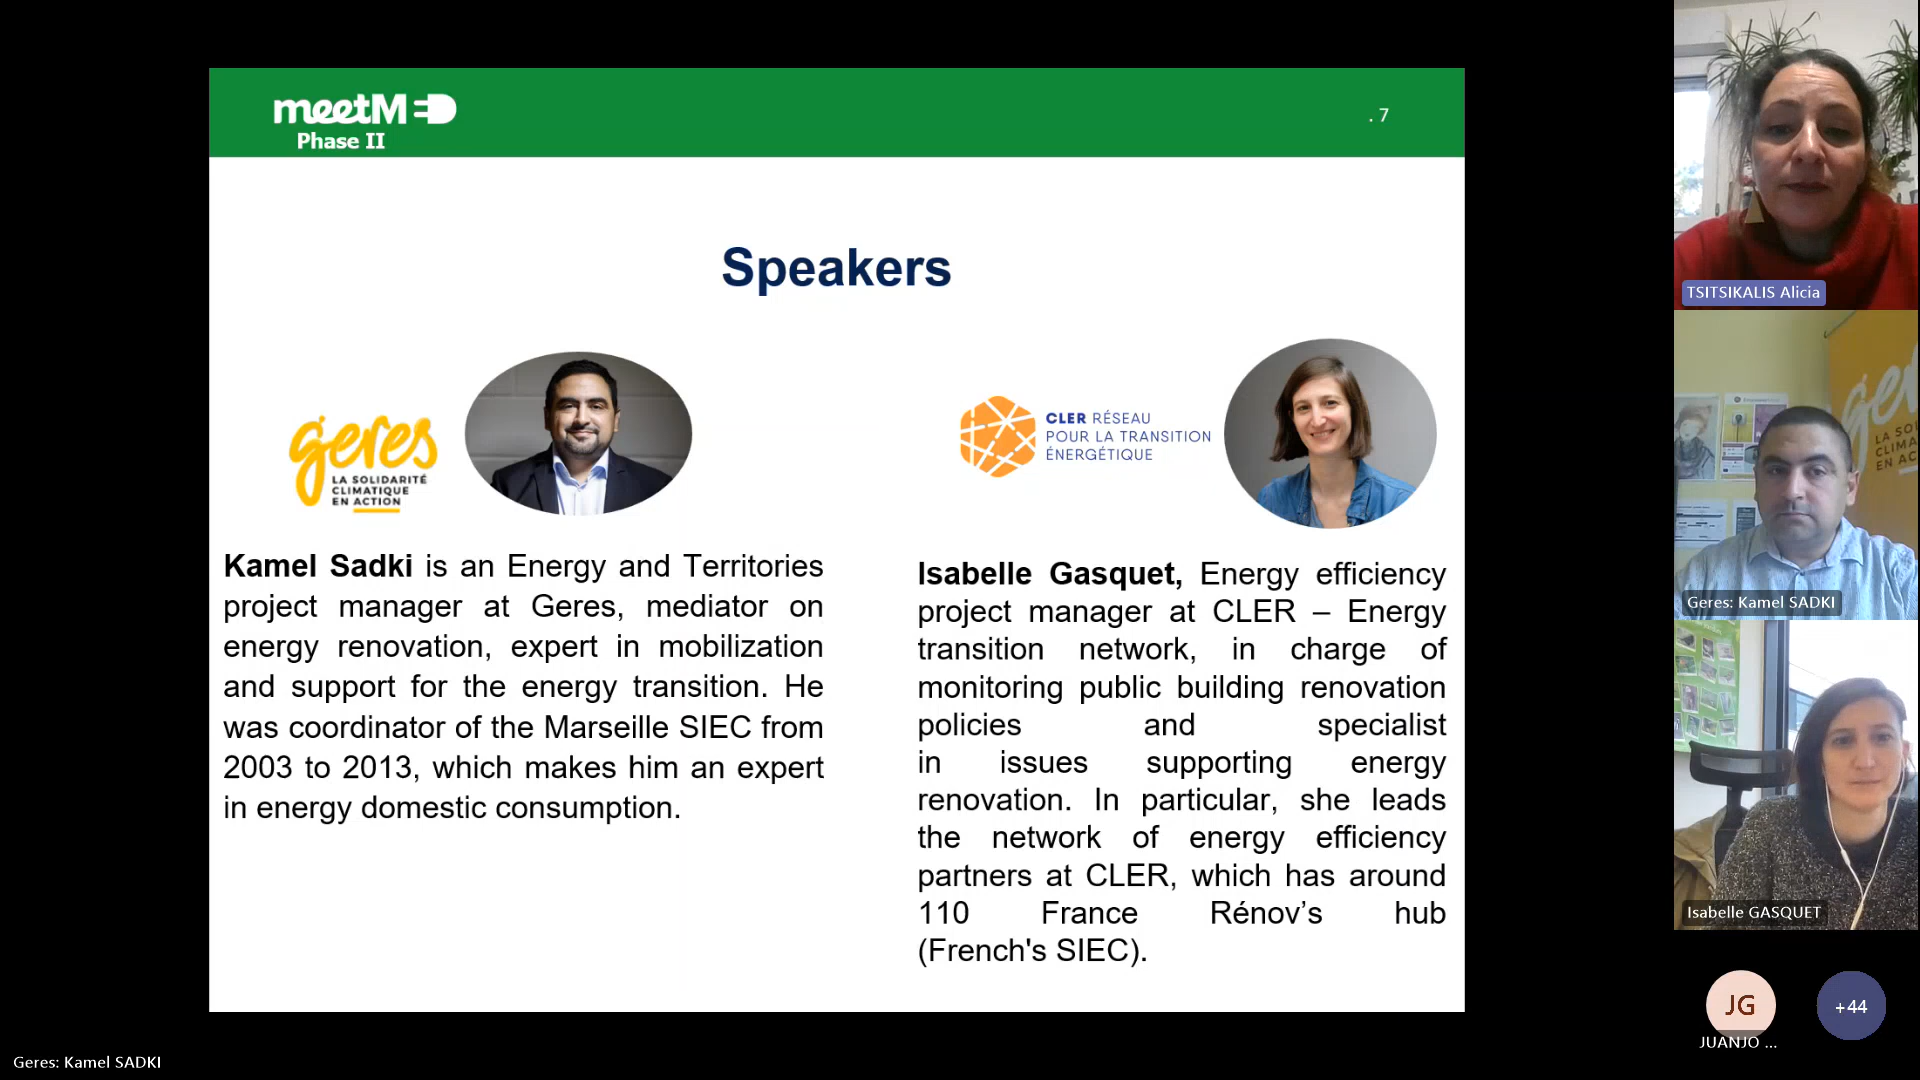 meetMED
Phase II
. 7
Speakers
geres
LA SOLIDARITÉ
CLIMATIQUE
EN ACTION
CLER RÉSEAU
POUR LA TRANSITION
ÉNERGÉTIQUE
Kamel Sadki is an Energy and Territories
project manager at Geres, mediator on
energy renovation, expert in mobilization
and support for the energy transition. He
was coordinator of the Marseille SIEC from
2003 to 2013, which makes him an expert
in energy domestic consumption.
Isabelle Gasquet, Energy efficiency
project manager at CLER – Energy
transition network, in charge of
monitoring public building renovation
policies and specialist
in issues supporting energy
renovation. In particular, she leads
the network of energy efficiency
partners at CLER, which has around
110 France Rénov’s hub
(French's SIEC).
TSITSIKALIS Alicia
Geres: Kamel SADKI
Isabelle GASQUET
JG
JUANJO ...
+44
Geres: Kamel SADKI